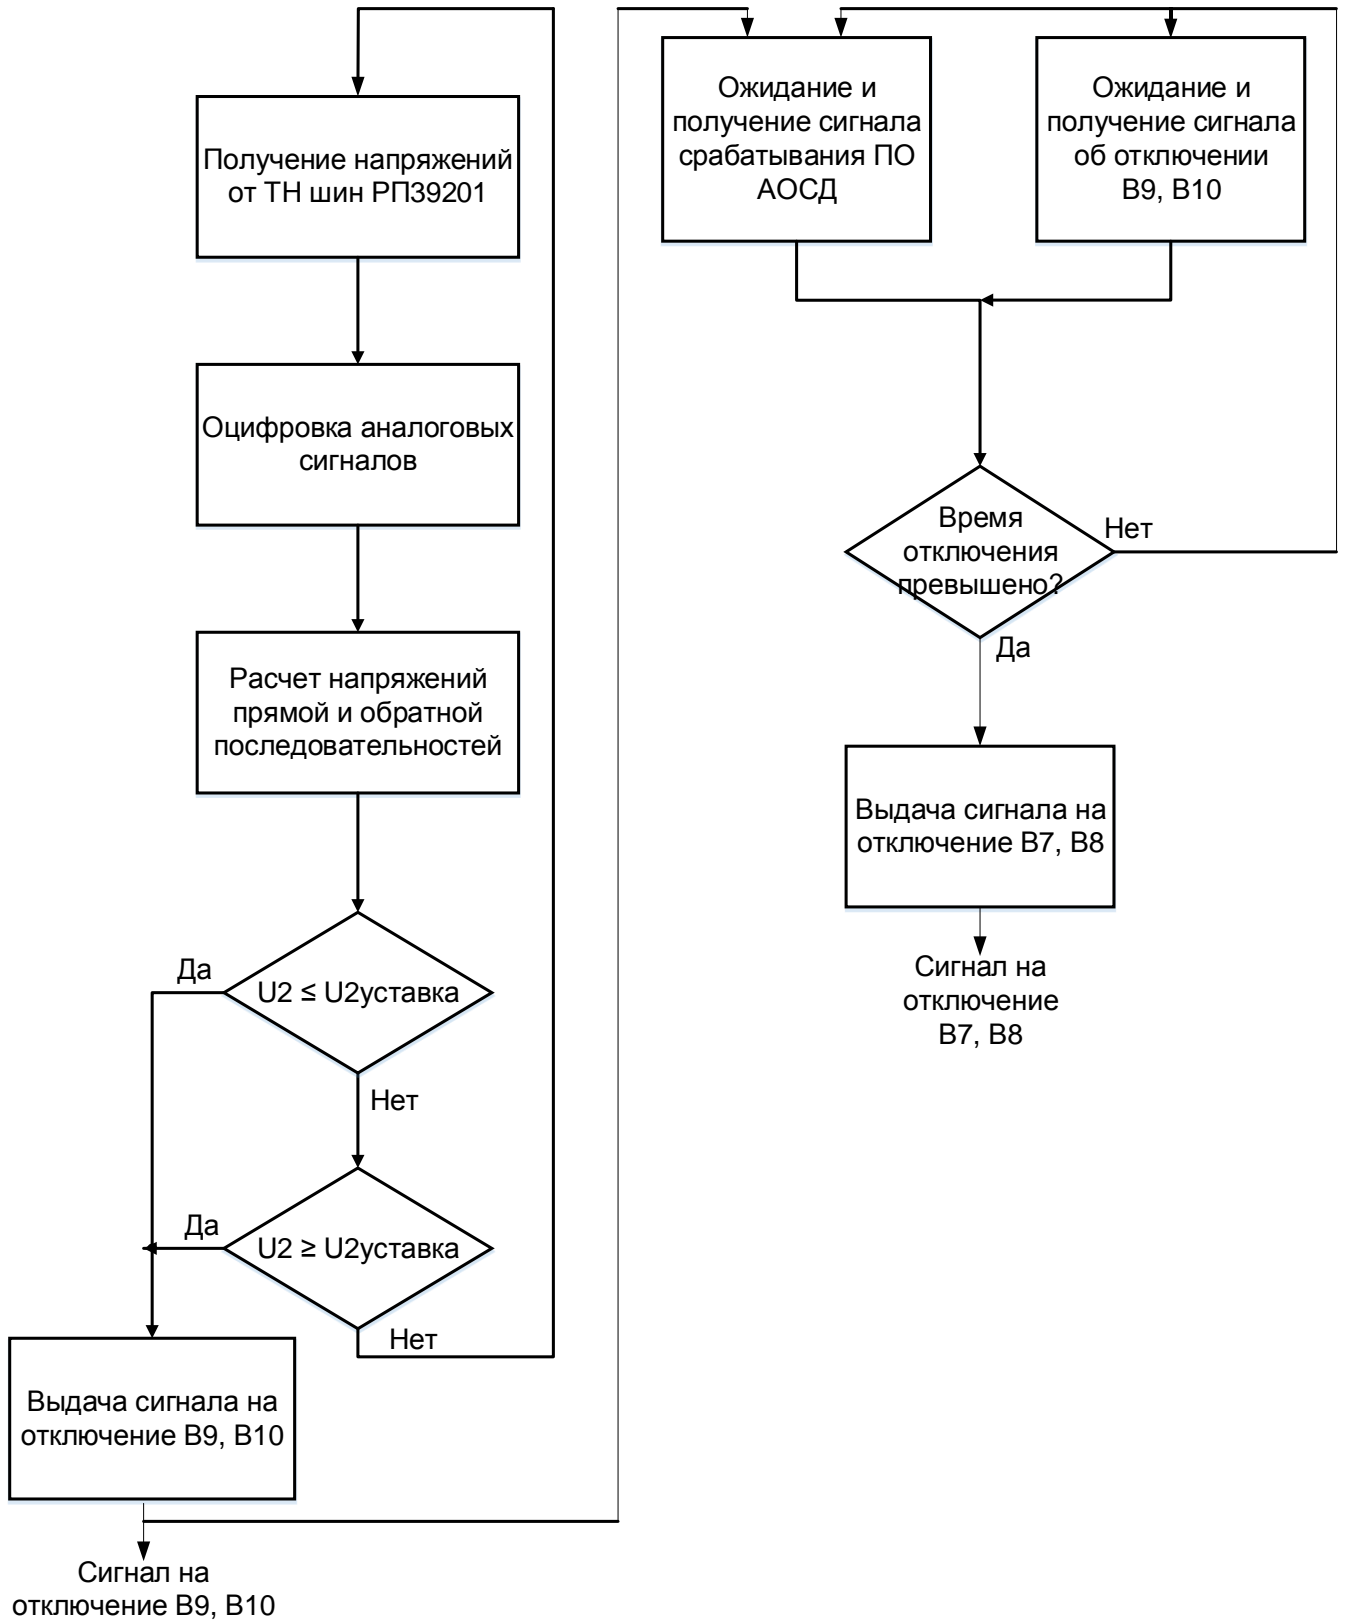 Получение напряжений
от ТН шин РП39201
Оцифровка аналоговых
сигналов
Расчет напряжений
прямой и обратной
последовательностей
Да
U2 ≤ U2уставка
Нет
Да
U2 ≥ U2уставка
Нет
Выдача сигнала на
отключение В9, В10
Сигнал на
отключение В9, В10
Ожидание и
получение сигнала
срабатывания ПО
АОСД
Ожидание и
получение сигнала
об отключении
В9, В10
Время
отключения
превышено?
Нет
Да
Выдача сигнала на
отключение В7, В8
Сигнал на
отключение
В7, В8